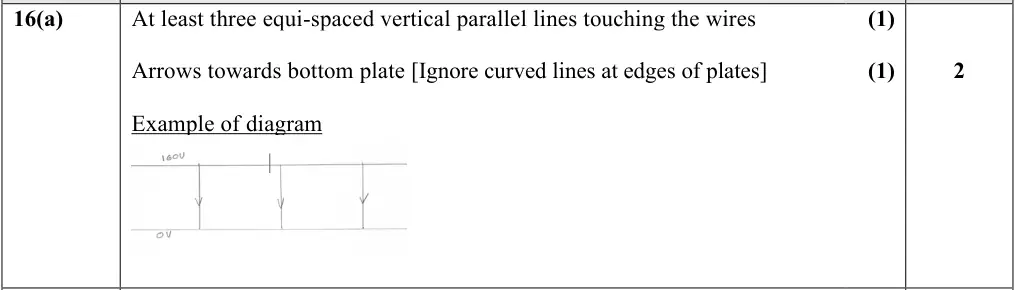 16(a) At least three equi-spaced vertical parallel lines touching the wires (1)
Arrows towards bottom plate [Ignore curved lines at edges of plates] (1) 2
Example of diagram
160V
0V